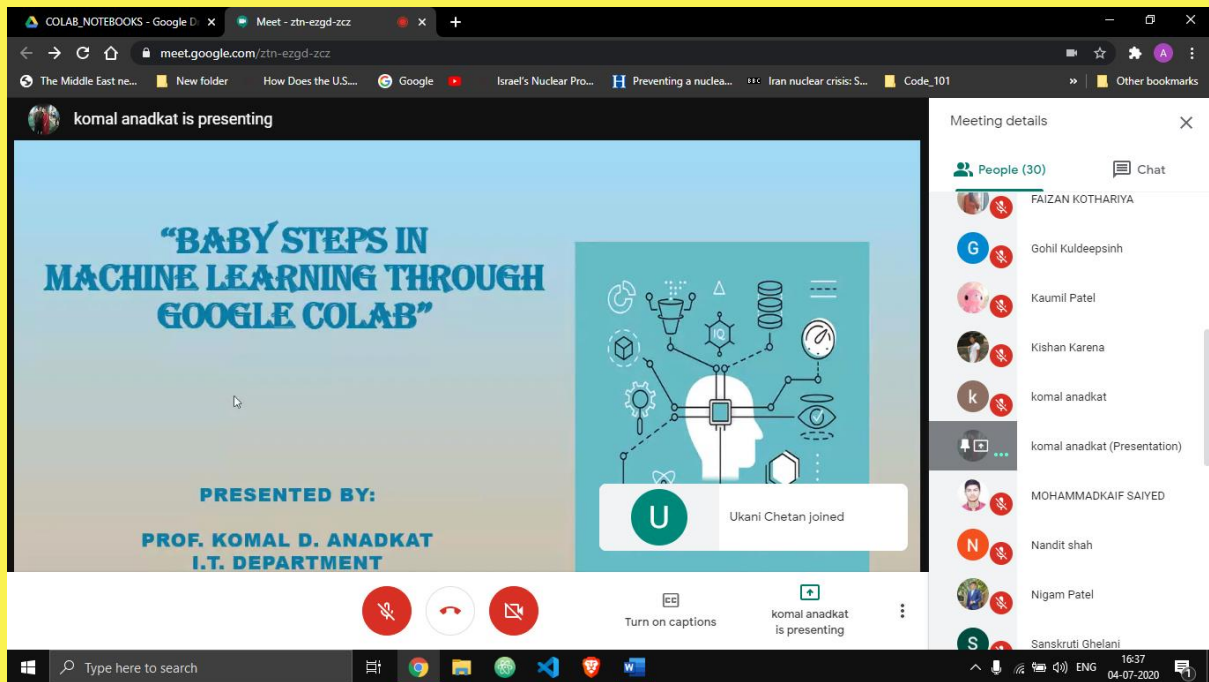 COLAB_NOTEBOOKS - Google D
Meet - ztn-ezgd-zcz
meet.google.com/ztn-ezgd-zcz
A
The Middle East ne...
New folder
How Does the U.S....
Google
Israel's Nuclear Pro...
H Preventing a nuclea...
BBC Iran nuclear crisis: S...
Code_101
»
Other bookmarks
komal anadkat is presenting
“BABY STEPS IN
MACHINE LEARNING THROUGH
GOOGLE COLAB”
IQ
PRESENTED BY:
PROF. KOMAL D. ANADKAT
I.T. DEPARTMENT
U
Ukani Chetan joined
CC
Turn on captions
komal anadkat
is presenting
Meeting details
People (30)
Chat
FAIZAN KOTHARIYA
G
Gohil Kuldeepsinh
Kaumil Patel
Kishan Karena
k
komal anadkat
komal anadkat (Presentation)
MOHAMMADKAIF SAIYED
N
Nandit shah
Nigam Patel
S
Sanskruti Ghelani
Type here to search
W
ENG
16:37
04-07-2020
1